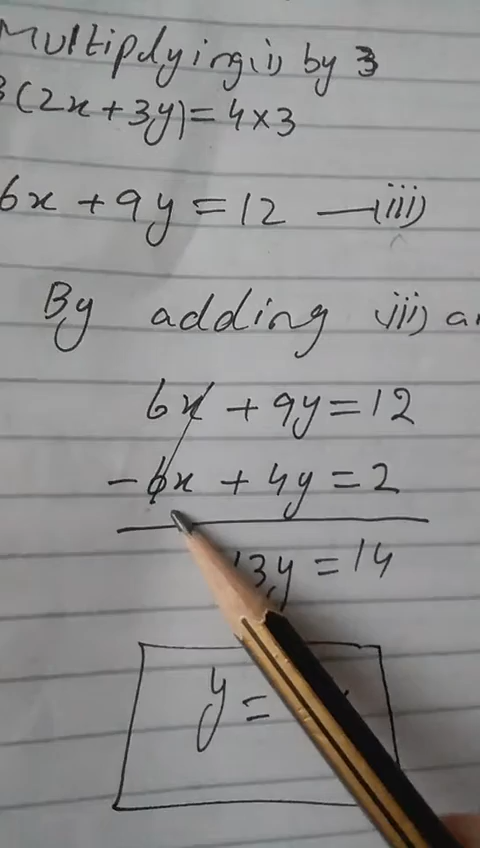 Multiplying (i) by 3
3(2x+3y)=4×3
6x+9y=12 —(iii)
By adding (iii)
6x+9y=12
-6x+4y=2
13y=14
y=